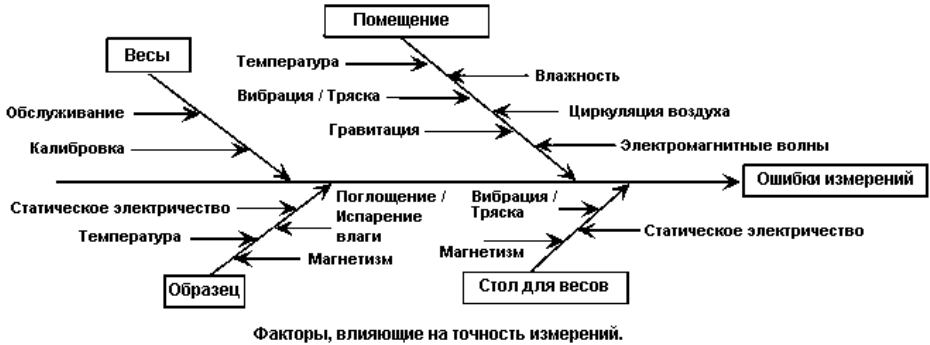 Помещение
Весы
Температура
Влажность
Вибрация / Тряска
Обслуживание
Циркуляция воздуха
Гравитация
Калибровка
Электромагнитные волны
Ошибки измерений
Статическое электричество
Поглощение /
Испарение
влаги
Вибрация /
Тряска
Температура
Статическое электричество
Магнетизм
Магнетизм
Образец
Стол для весов
Факторы, влияющие на точность измерений.